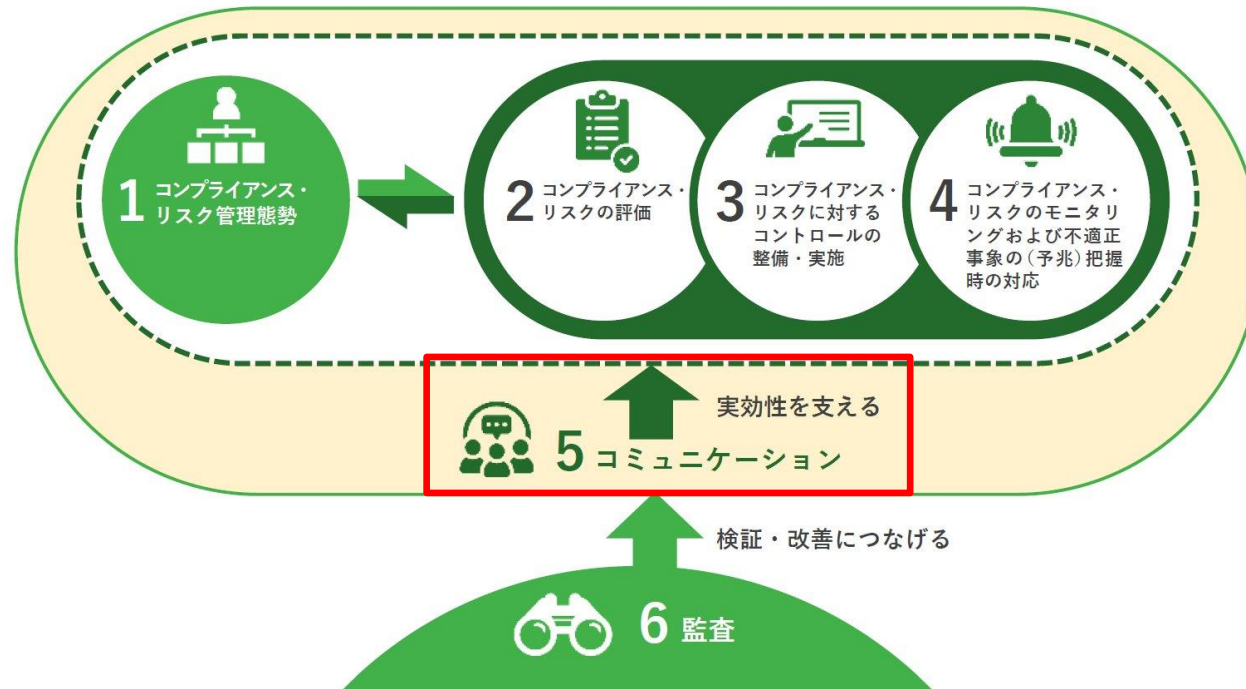 1 コンプライアンス・
リスク管理態勢
2 コンプライアンス・
リスクの評価
3 コンプライアンス・
リスクに対する
コントロールの
整備・実施
4 コンプライアンス・
リスクのモニタリ
ングおよび不適正
事象の(予兆)把握
時の対応
実効性を支える
5 コミュニケーション
検証・改善につなげる
6 監査